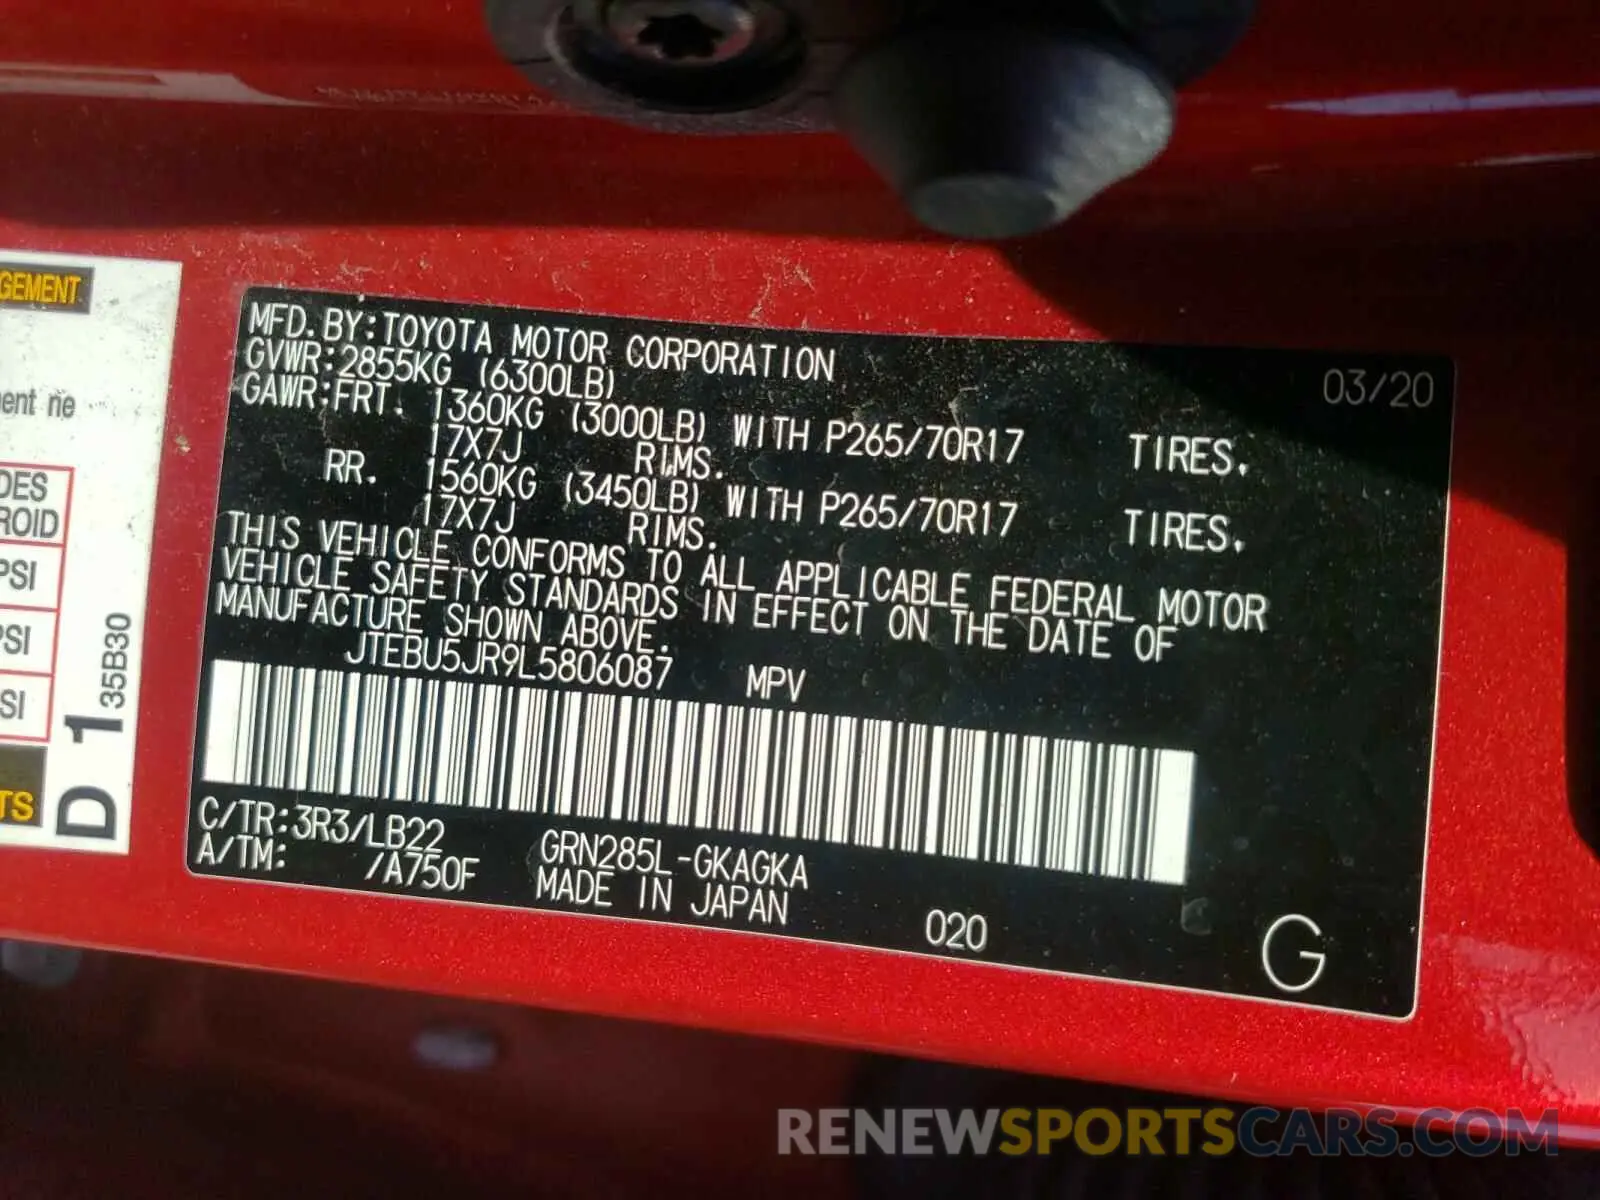 GEMENT
ent ne
DES
ROID
PSI
PSI
SI
TS
D 1 35B30
MFD. BY:TOYOTA MOTOR CORPORATION 03/20
GVWR:2855KG (6300LB)
GAWR:FRT. 1360KG (3000LB) WITH P265/70R17 TIRES.
17X7J RIMS.
RR. 1560KG (3450LB) WITH P265/70R17 TIRES.
17X7J RIMS.
THIS VEHICLE CONFORMS TO ALL APPLICABLE FEDERAL MOTOR
VEHICLE SAFETY STANDARDS IN EFFECT ON THE DATE OF
MANUFACTURE SHOWN ABOVE.
JTEBU5JR9L5806087 MPV
C/TR:3R3/LB22 GRN285L-GKAGKA
A/TM: /A750F MADE IN JAPAN 020 G
RENEWSPORTSCARS.COM